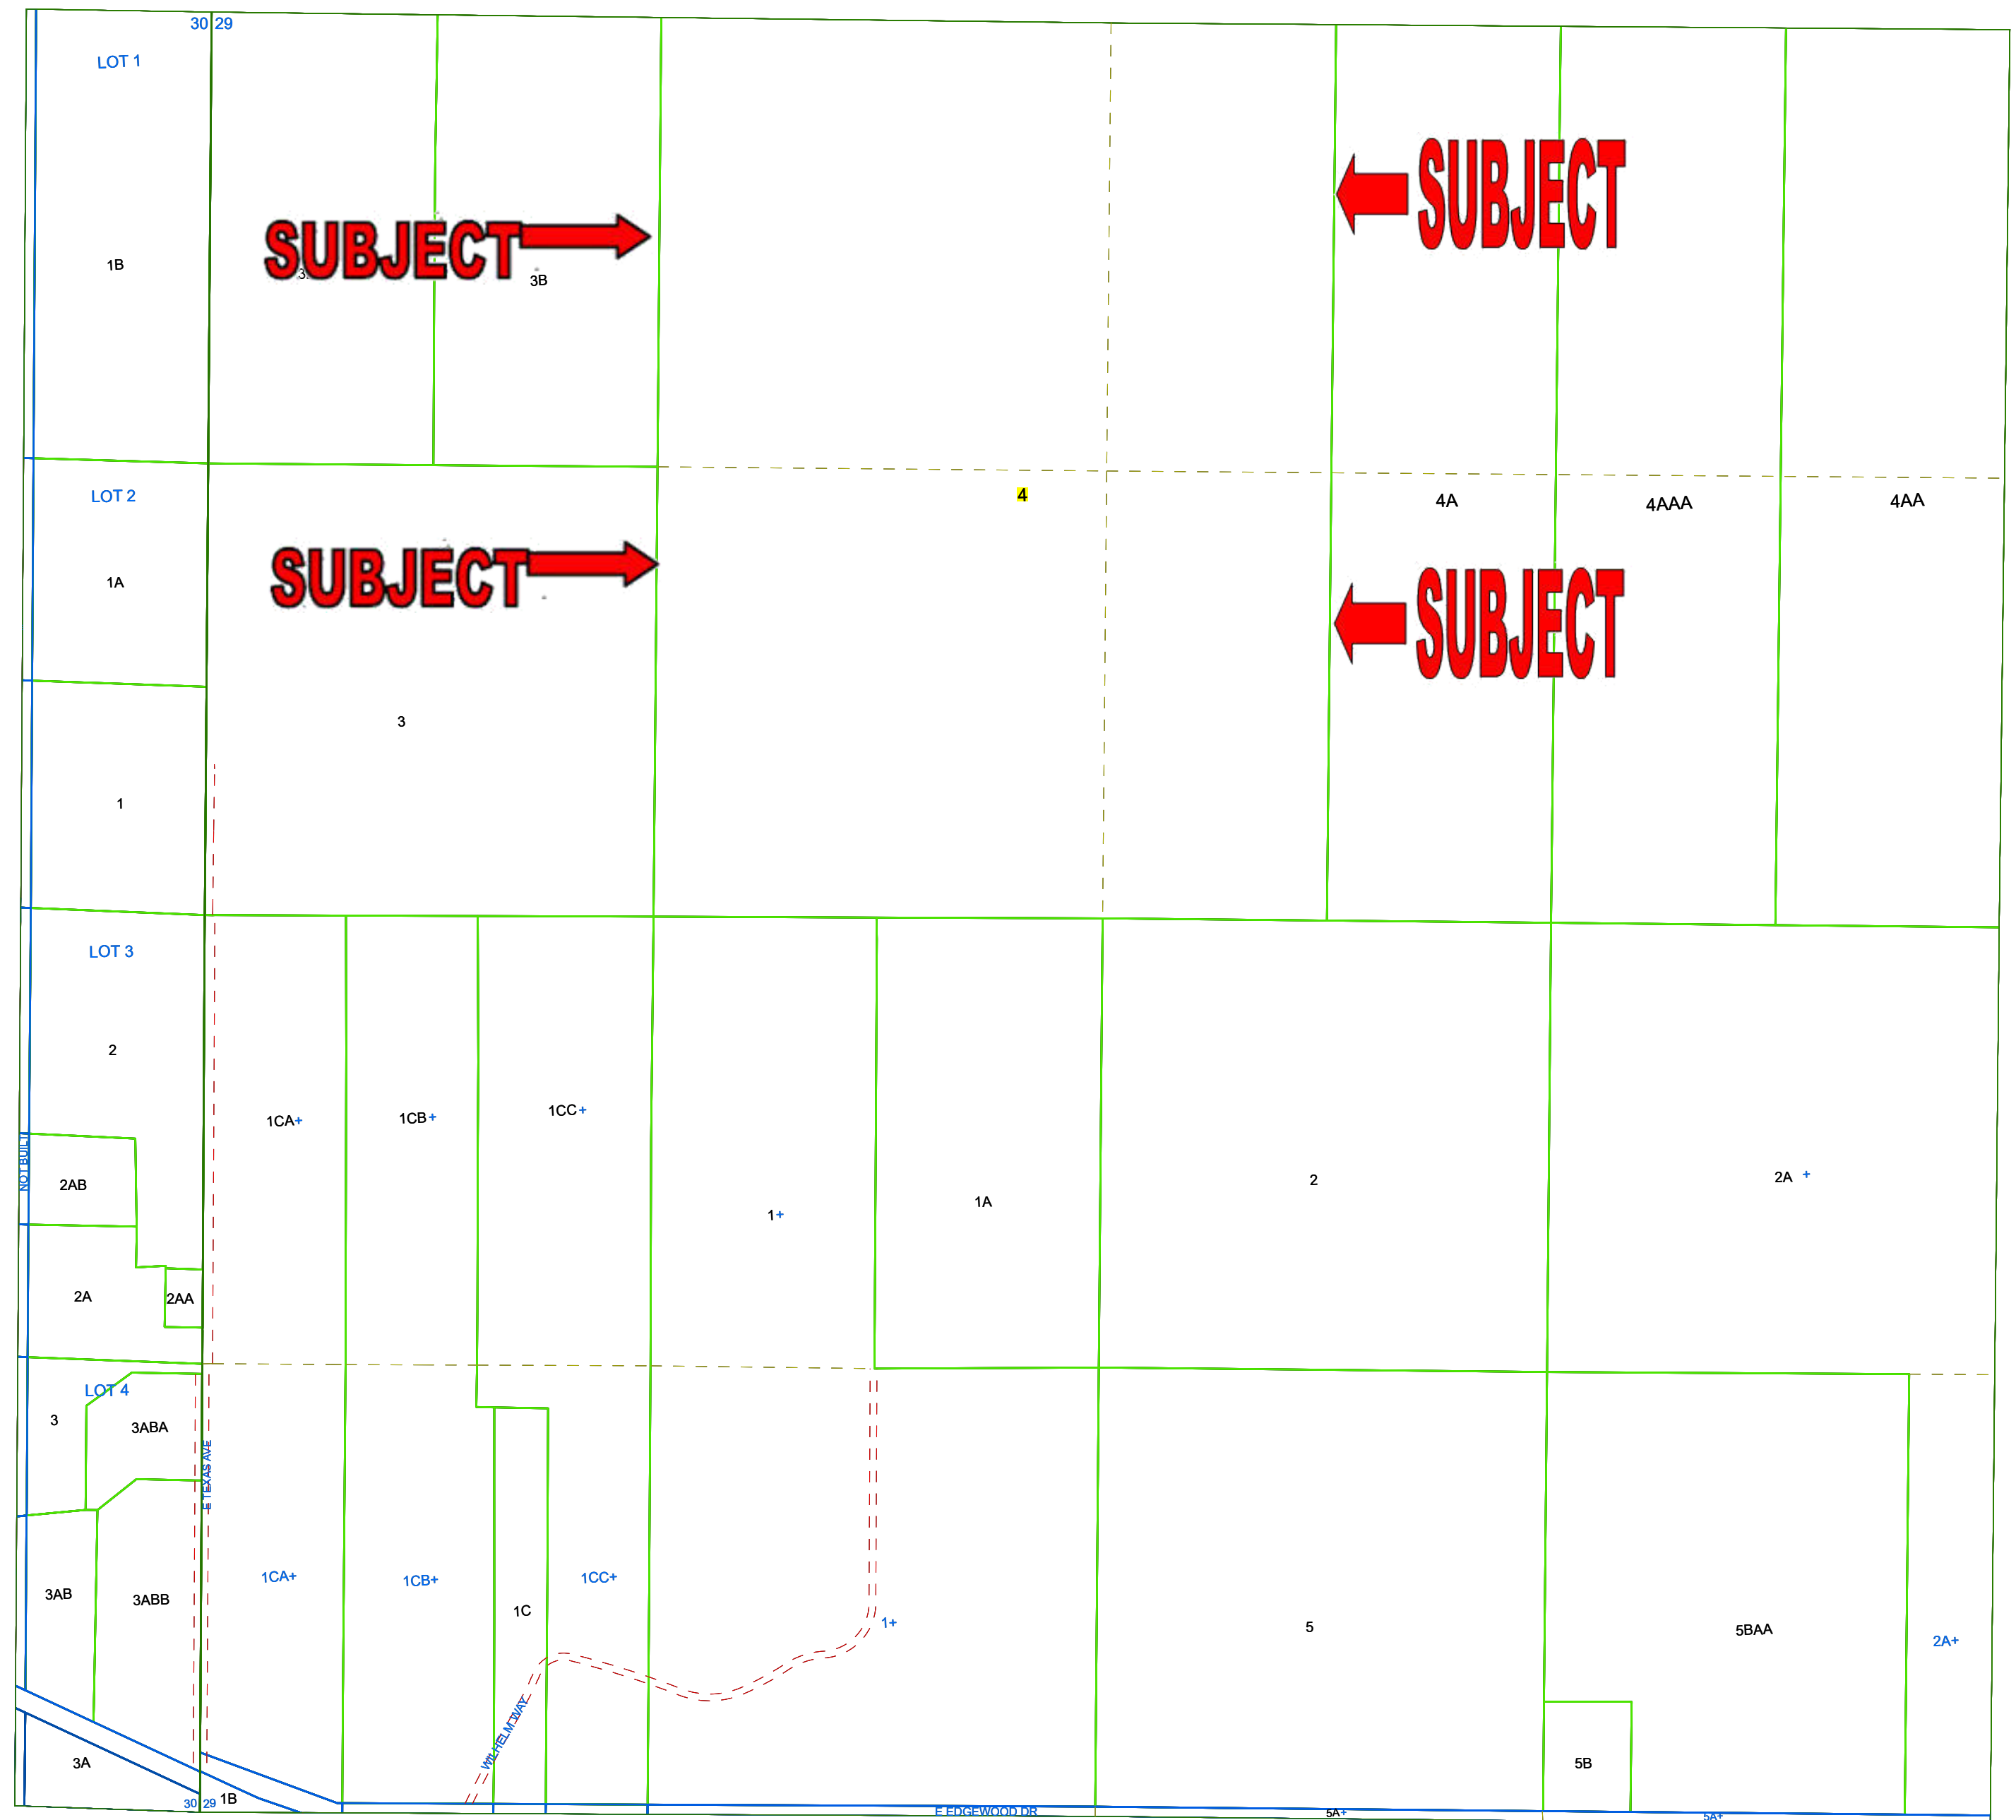 30 29
LOT 1
SUBJECT
SUBJECT
1B
3B
LOT 2
4
4A
4AAA
4AA
SUBJECT
SUBJECT
1A
3
1
LOT 3
2
1CA+
1CB+
1CC+
NOT BUILT
2AB
1+
1A
2
2A +
2A
2AA
LOT 4
3
3ABA
E TEXAS AVE
3AB
3ABB
1CA+
1CB+
1C
1CC+
1+
5
5BAA
2A+
WILHELM WAY
3A
5B
30 29
1B
E EDGEWOOD DR
5A+
5A+